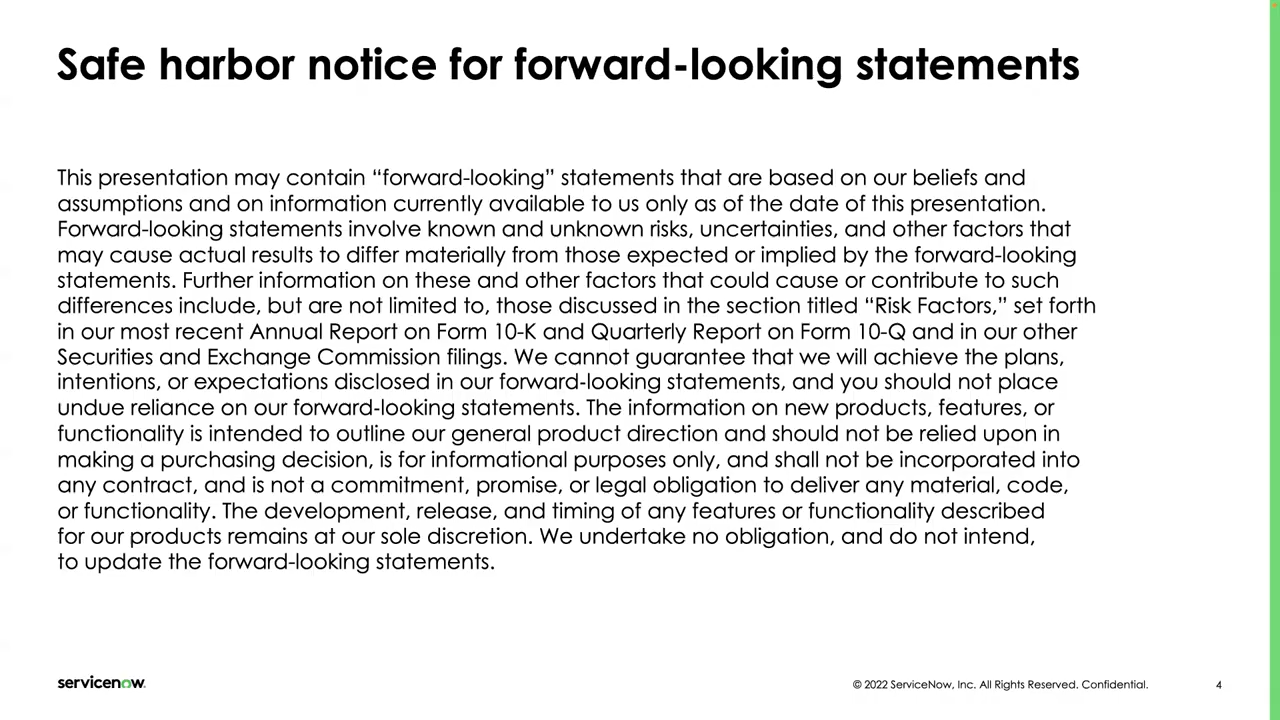 Safe harbor notice for forward-looking statements
This presentation may contain “forward-looking” statements that are based on our beliefs and
assumptions and on information currently available to us only as of the date of this presentation.
Forward-looking statements involve known and unknown risks, uncertainties, and other factors that
may cause actual results to differ materially from those expected or implied by the forward-looking
statements. Further information on these and other factors that could cause or contribute to such
differences include, but are not limited to, those discussed in the section titled “Risk Factors,” set forth
in our most recent Annual Report on Form 10-K and Quarterly Report on Form 10-Q and in our other
Securities and Exchange Commission filings. We cannot guarantee that we will achieve the plans,
intentions, or expectations disclosed in our forward-looking statements, and you should not place
undue reliance on our forward-looking statements. The information on new products, features, or
functionality is intended to outline our general product direction and should not be relied upon in
making a purchasing decision, is for informational purposes only, and shall not be incorporated into
any contract, and is not a commitment, promise, or legal obligation to deliver any material, code,
or functionality. The development, release, and timing of any features or functionality described
for our products remains at our sole discretion. We undertake no obligation, and do not intend,
to update the forward-looking statements.
servicenow.
© 2022 ServiceNow, Inc. All Rights Reserved. Confidential.
4